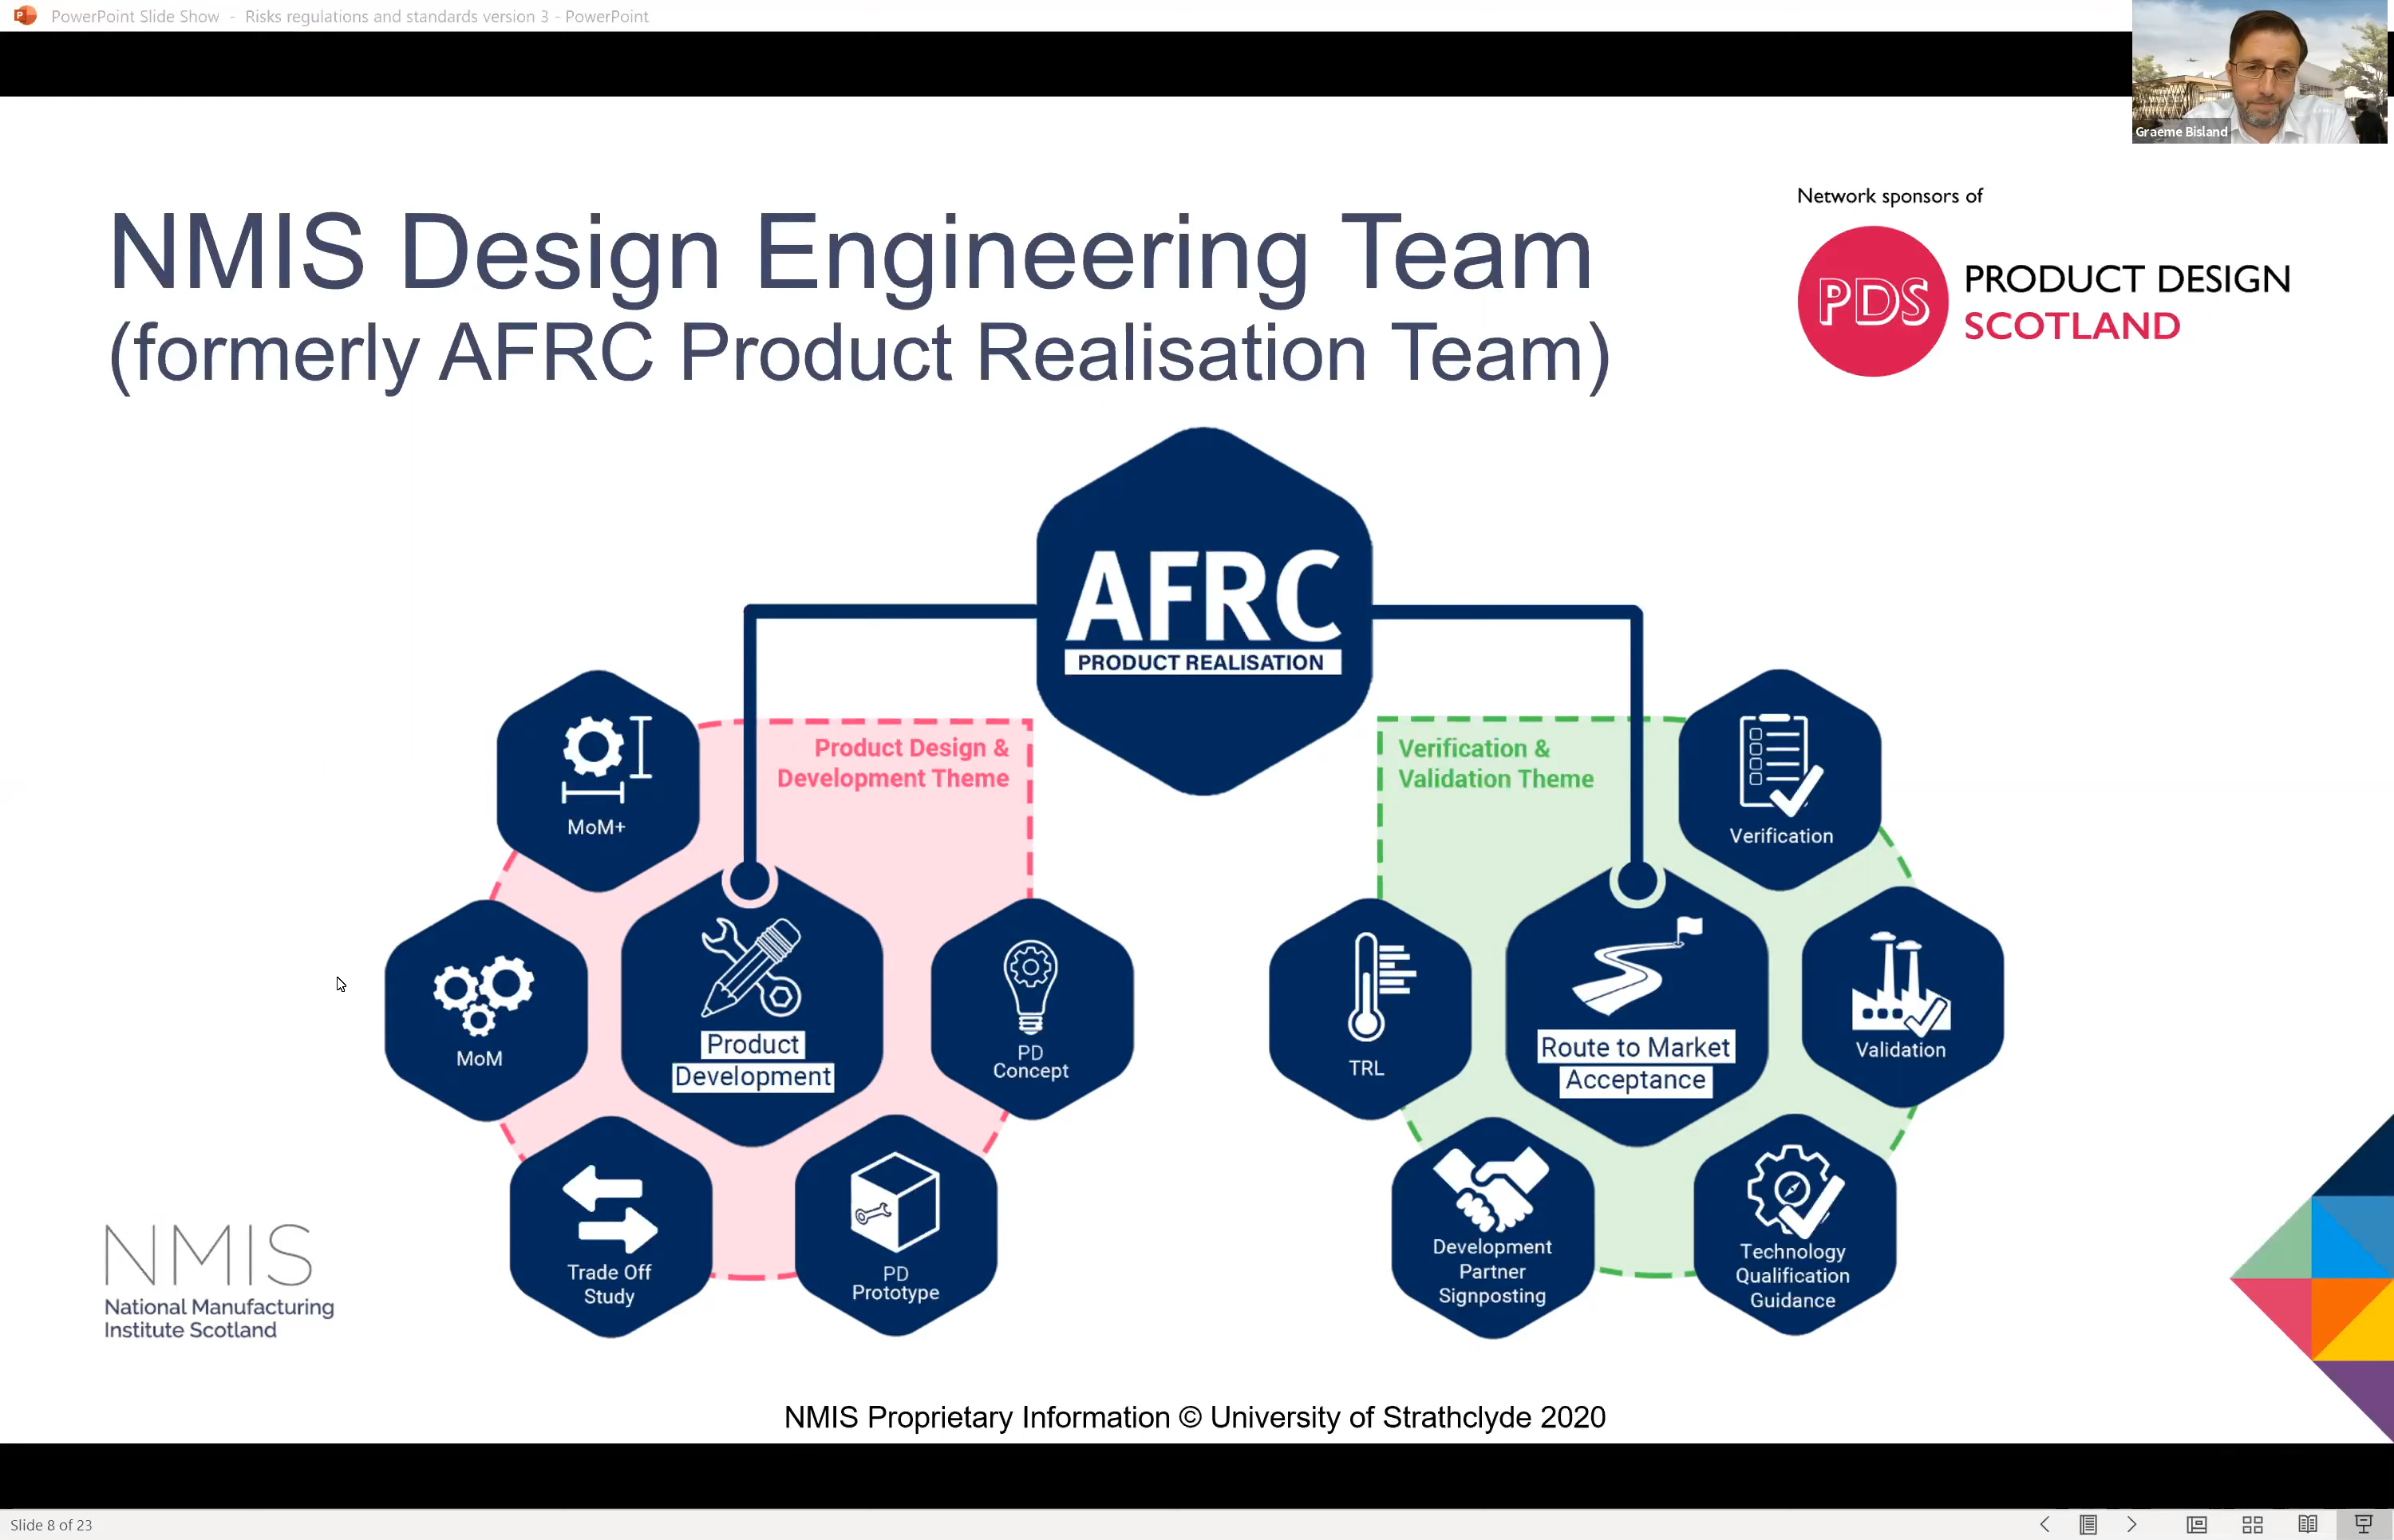 PowerPoint Slide Show - Risks regulations and standards version 3 - PowerPoint
Graeme Bisland
NMIS Design Engineering Team
(formerly AFRC Product Realisation Team)
Network sponsors of
PDS
PRODUCT DESIGN
SCOTLAND
AFRC
PRODUCT REALISATION
Product Design &
Development Theme
MoM+
MoM
Product
Development
PD
Concept
Trade Off
Study
PD
Prototype
Verification &
Validation Theme
Verification
TRL
Route to Market
Acceptance
Validation
Development
Partner
Signposting
Technology
Qualification
Guidance
NMIS
National Manufacturing
Institute Scotland
NMIS Proprietary Information © University of Strathclyde 2020
Slide 8 of 23